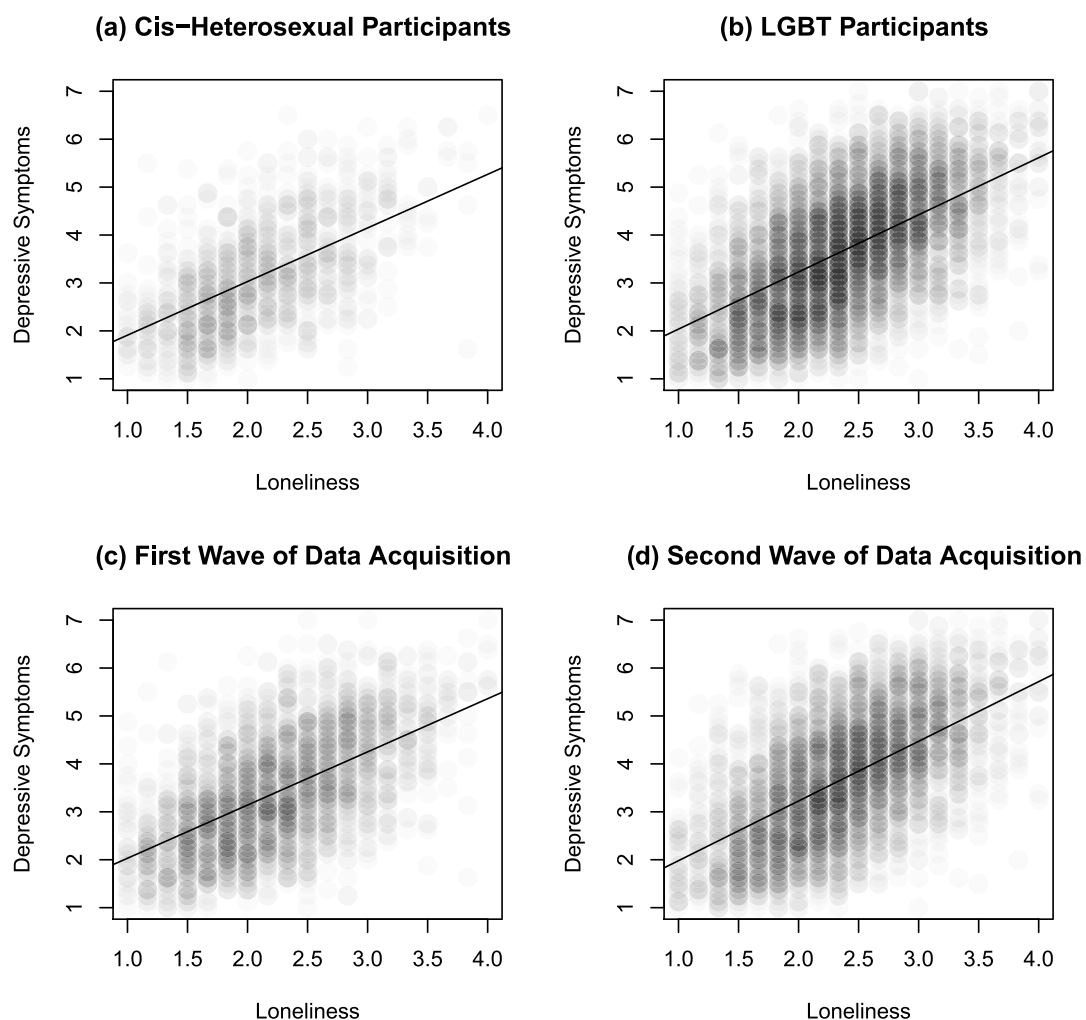 (a) Cis−Heterosexual Participants
(b) LGBT Participants
Depressive Symptoms
7
6
5
4
3
2
1
1.0 1.5 2.0 2.5 3.0 3.5 4.0
Loneliness
Depressive Symptoms
7
6
5
4
3
2
1
1.0 1.5 2.0 2.5 3.0 3.5 4.0
Loneliness
(c) First Wave of Data Acquisition
(d) Second Wave of Data Acquisition
Depressive Symptoms
7
6
5
4
3
2
1
1.0 1.5 2.0 2.5 3.0 3.5 4.0
Loneliness
Depressive Symptoms
7
6
5
4
3
2
1
1.0 1.5 2.0 2.5 3.0 3.5 4.0
Loneliness